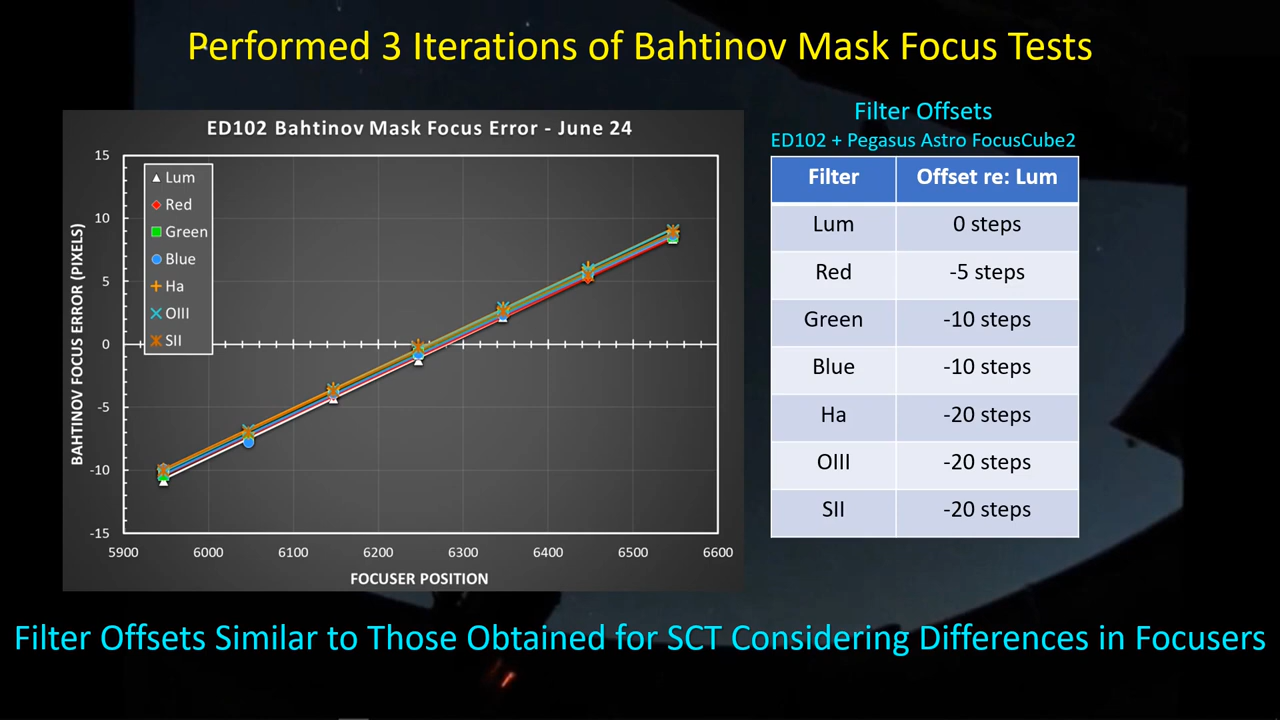 Performed 3 Iterations of Bahtinov Mask Focus Tests
ED102 Bahtinov Mask Focus Error - June 24
BAHTINOV FOCUS ERROR (PIXELS)
15
10
5
0
-5
-10
-15
Lum
Red
Green
Blue
Ha
OIII
SII
5900 6000 6100 6200 6300 6400 6500 6600
FOCUSER POSITION
Filter Offsets
ED102 + Pegasus Astro FocusCube2
Filter Offset re: Lum
Lum 0 steps
Red -5 steps
Green -10 steps
Blue -10 steps
Ha -20 steps
OIII -20 steps
SII -20 steps
Filter Offsets Similar to Those Obtained for SCT Considering Differences in Focusers